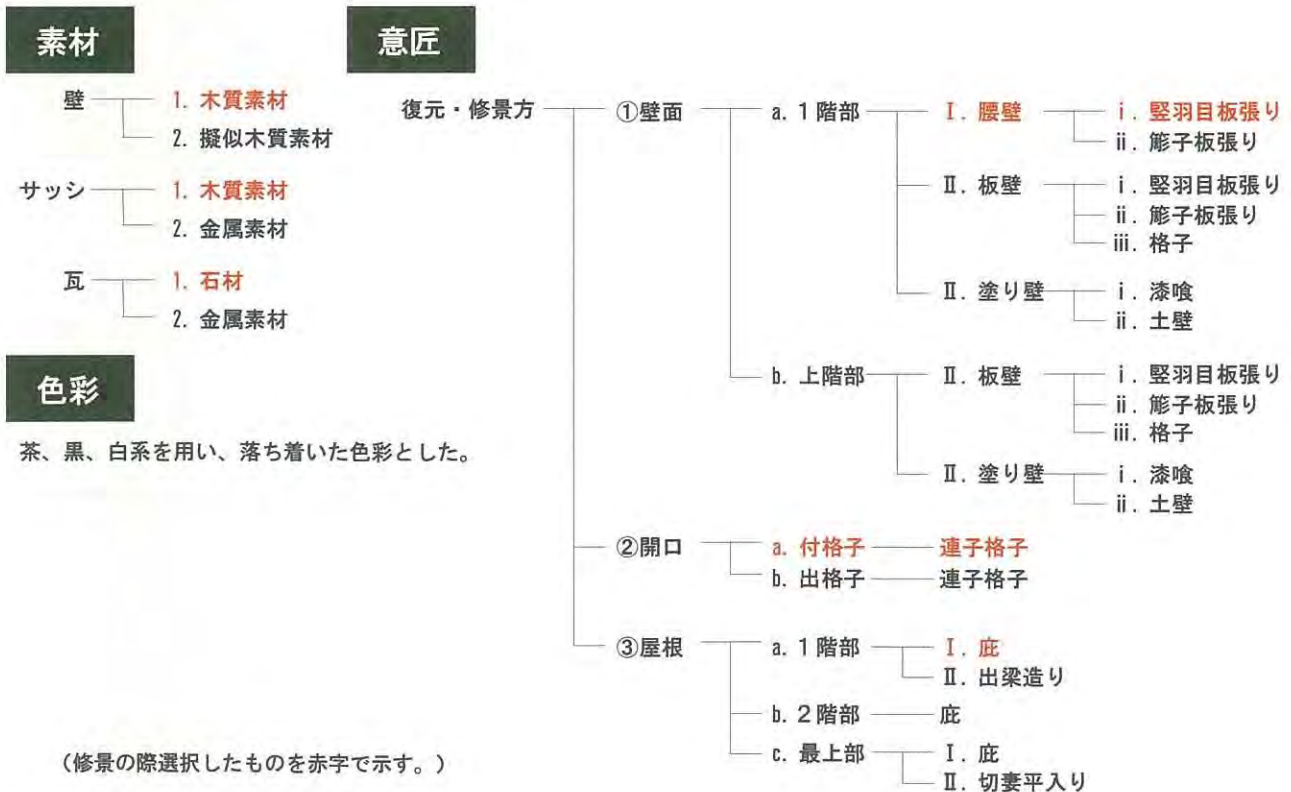 素材
壁
1. 木質素材
2. 擬似木質素材
サッシ
1. 木質素材
2. 金属素材
瓦
1. 石材
2. 金属素材
色彩
茶、黒、白系を用い、落ち着いた色彩とした。
(修景の際選択したものを赤字で示す。)
意匠
復元・修景方
①壁面
a. 1階部
Ⅰ. 腰壁
ⅰ. 竪羽目板張り
ⅱ. 簓子板張り
Ⅱ. 板壁
ⅰ. 竪羽目板張り
ⅱ. 簓子板張り
ⅲ. 格子
Ⅱ. 塗り壁
ⅰ. 漆喰
ⅱ. 土壁
b. 上階部
Ⅱ. 板壁
ⅰ. 竪羽目板張り
ⅱ. 簓子板張り
ⅲ. 格子
Ⅱ. 塗り壁
ⅰ. 漆喰
ⅱ. 土壁
②開口
a. 付格子
連子格子
b. 出格子
連子格子
③屋根
a. 1階部
Ⅰ. 庇
Ⅱ. 出梁造り
b. 2階部
庇
c. 最上部
Ⅰ. 庇
Ⅱ. 切妻平入り